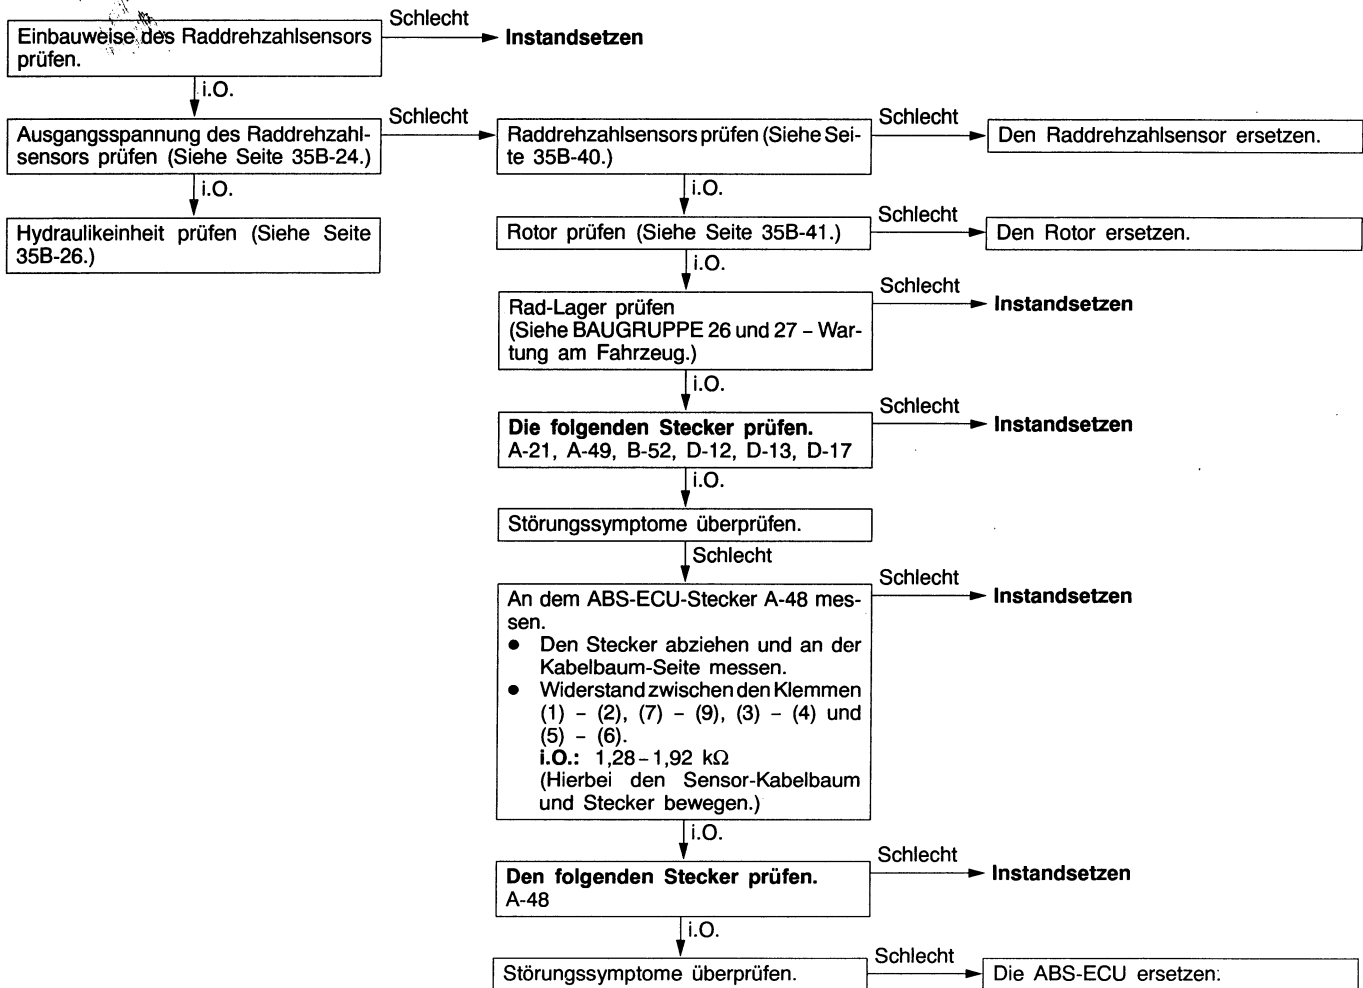 Schlecht
Einbauweise des Raddrehzahlsensors
prüfen.
Instandsetzen
i.O.
Ausgangsspannung des Raddrehzahl-
sensors prüfen (Siehe Seite 35B-24.)
Schlecht
Raddrehzahlsensors prüfen (Siehe Sei-
te 35B-40.)
Schlecht
Den Raddrehzahlsensor ersetzen.
i.O.
i.O.
Hydraulikeinheit prüfen (Siehe Seite
35B-26.)
Rotor prüfen (Siehe Seite 35B-41.)
Schlecht
Den Rotor ersetzen.
i.O.
Rad-Lager prüfen
(Siehe BAUGRUPPE 26 und 27 – War-
tung am Fahrzeug.)
Schlecht
Instandsetzen
i.O.
Die folgenden Stecker prüfen.
A-21, A-49, B-52, D-12, D-13, D-17
Schlecht
Instandsetzen
i.O.
Störungssymptome überprüfen.
Schlecht
An dem ABS-ECU-Stecker A-48 mes-
sen.
● Den Stecker abziehen und an der
Kabelbaum-Seite messen.
● Widerstand zwischen den Klemmen
(1) – (2), (7) – (9), (3) – (4) und
(5) – (6).
i.O.: 1,28–1,92 kΩ
(Hierbei den Sensor-Kabelbaum
und Stecker bewegen.)
Schlecht
Instandsetzen
i.O.
Den folgenden Stecker prüfen.
A-48
Schlecht
Instandsetzen
i.O.
Störungssymptome überprüfen.
Schlecht
Die ABS-ECU ersetzen.